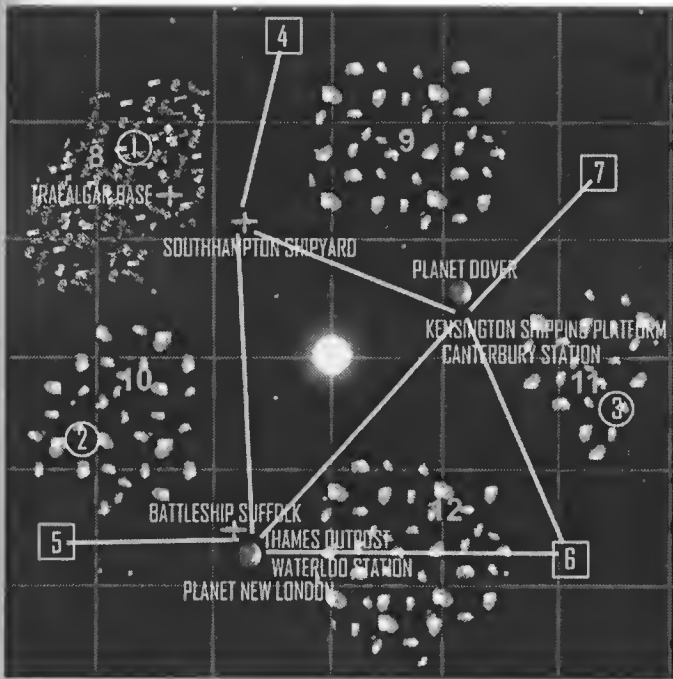 4
9
8
1
7
TRAFALGAR BASE
SOUTHHAMPTON SHIPYARD
PLANET DOVER
KENSINGTON SHIPPING PLATFORM
CANTERBURY STATION
10
11
3
2
BATTLESHIP SUFFOLK
12
5
THAMES OUTPOST
6
WATERLOO STATION
PLANET NEW LONDON